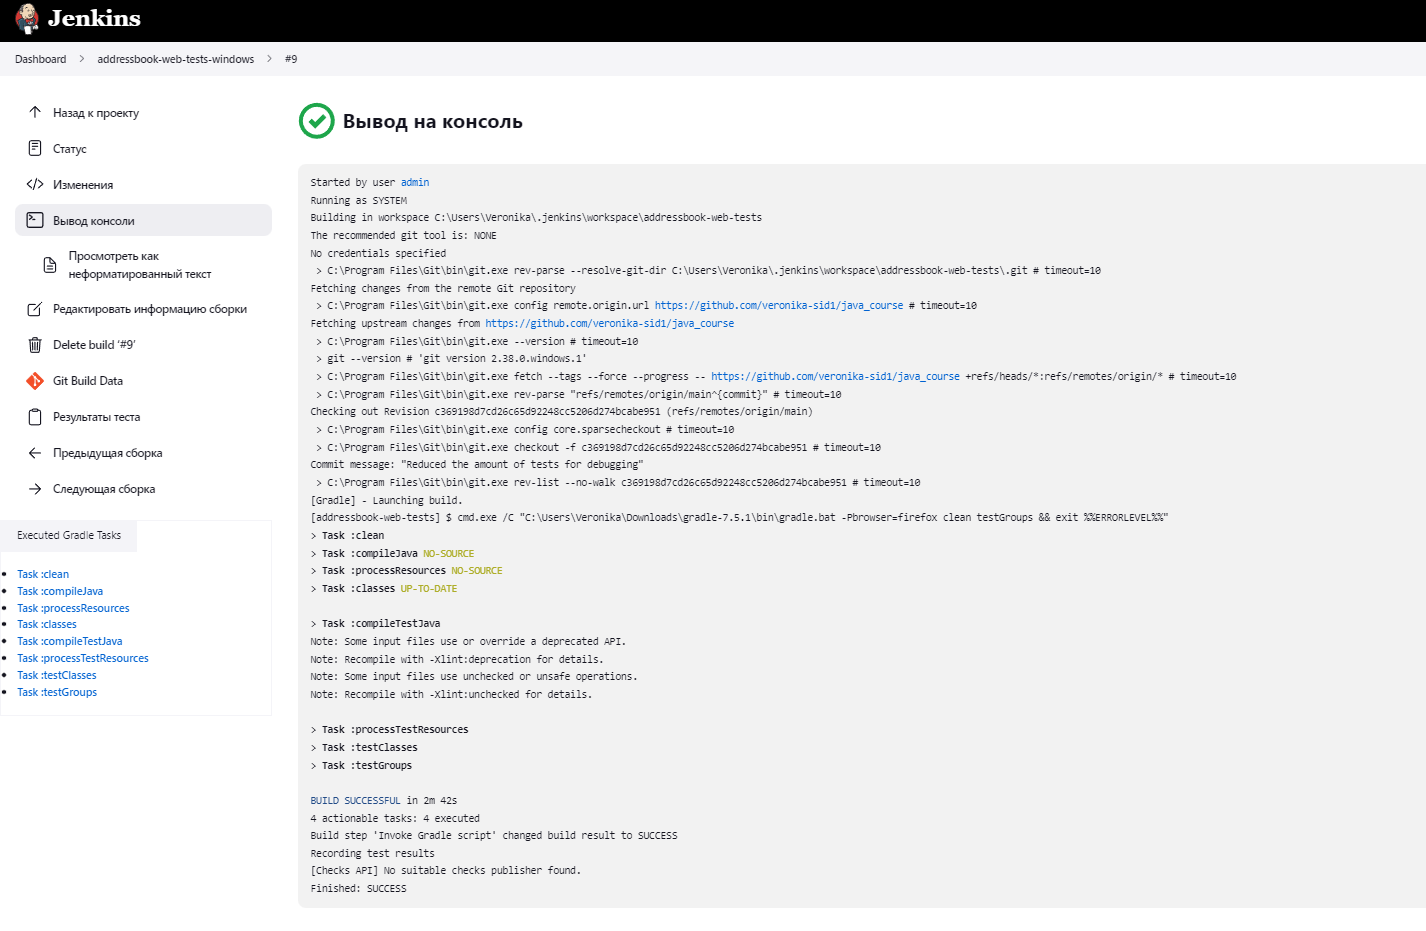 Jenkins
Dashboard > addressbook-web-tests-windows > #9
Назад к проекту
Статус
Изменения
Вывод консоли
Просмотреть как
неформатированный текст
Редактировать информацию сборки
Delete build ‘#9’
Git Build Data
Результаты теста
Предыдущая сборка
Следующая сборка
Executed Gradle Tasks
Task :clean
Task :compileJava
Task :processResources
Task :classes
Task :compileTestJava
Task :processTestResources
Task :testClasses
Task :testGroups
Вывод на консоль
Started by user admin
Running as SYSTEM
Building in workspace C:\Users\Veronika\.jenkins\workspace\addressbook-web-tests
The recommended git tool is: NONE
No credentials specified
> C:\Program Files\Git\bin\git.exe rev-parse --resolve-git-dir C:\Users\Veronika\.jenkins\workspace\addressbook-web-tests\.git # timeout=10
Fetching changes from the remote Git repository
> C:\Program Files\Git\bin\git.exe config remote.origin.url https://github.com/veronika-sid1/java_course # timeout=10
Fetching upstream changes from https://github.com/veronika-sid1/java_course
> C:\Program Files\Git\bin\git.exe --version # timeout=10
> git --version # 'git version 2.38.0.windows.1'
> C:\Program Files\Git\bin\git.exe fetch --tags --force --progress -- https://github.com/veronika-sid1/java_course +refs/heads/*:refs/remotes/origin/* # timeout=10
> C:\Program Files\Git\bin\git.exe rev-parse "refs/remotes/origin/main^{commit}" # timeout=10
Checking out Revision c369198d7cd26c65d92248cc5206d274bcabe951 (refs/remotes/origin/main)
> C:\Program Files\Git\bin\git.exe config core.sparsecheckout # timeout=10
> C:\Program Files\Git\bin\git.exe checkout -f c369198d7cd26c65d92248cc5206d274bcabe951 # timeout=10
Commit message: "Reduced the amount of tests for debugging"
> C:\Program Files\Git\bin\git.exe rev-list --no-walk c369198d7cd26c65d92248cc5206d274bcabe951 # timeout=10
[Gradle] - Launching build.
[addressbook-web-tests] $ cmd.exe /C "C:\Users\Veronika\Downloads\gradle-7.5.1\bin\gradle.bat -Pbrowser=firefox clean testGroups && exit %%ERRORLEVEL%%"
> Task :clean
> Task :compileJava NO-SOURCE
> Task :processResources NO-SOURCE
> Task :classes UP-TO-DATE
> Task :compileTestJava
Note: Some input files use or override a deprecated API.
Note: Recompile with -Xlint:deprecation for details.
Note: Some input files use unchecked or unsafe operations.
Note: Recompile with -Xlint:unchecked for details.
> Task :processTestResources
> Task :testClasses
> Task :testGroups
BUILD SUCCESSFUL in 2m 42s
4 actionable tasks: 4 executed
Build step 'Invoke Gradle script' changed build result to SUCCESS
Recording test results
[Checks API] No suitable checks publisher found.
Finished: SUCCESS